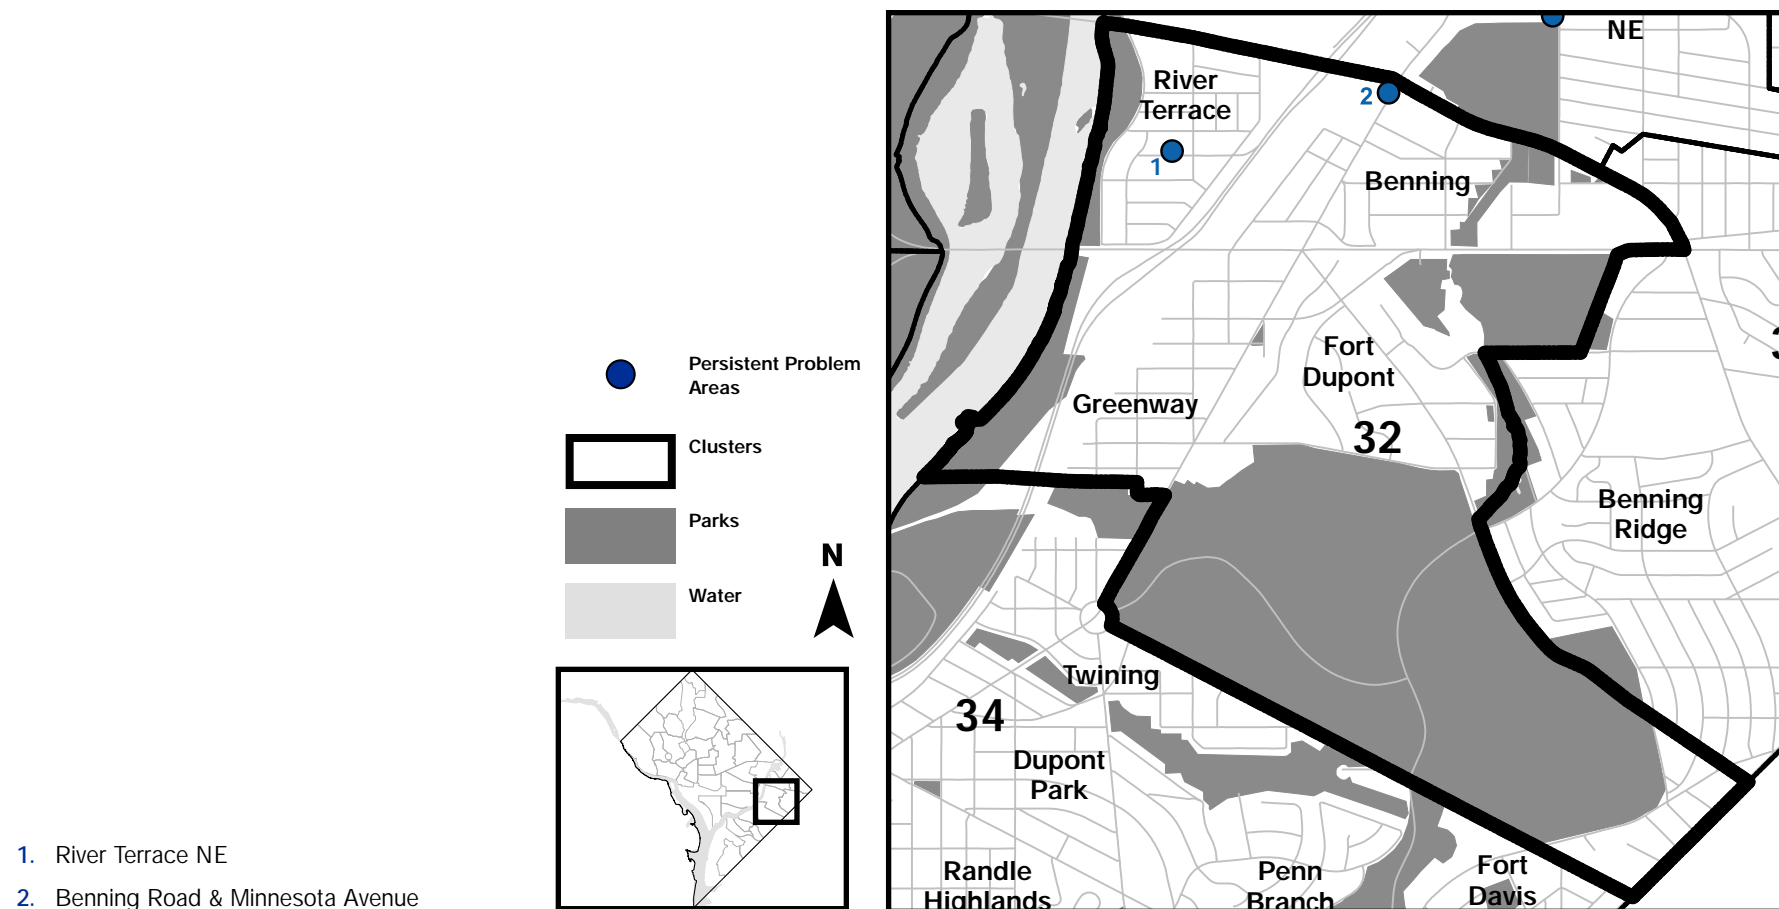 Persistent Problem
Areas
Clusters
Parks
N
Water
1. River Terrace NE
2. Benning Road & Minnesota Avenue
NE
River
Terrace
2
1
Benning
Fort
Dupont
Greenway
32
Benning
Ridge
Twining
34
Dupont
Park
Randle
Highlands
Penn
Branch
Fort
Davis